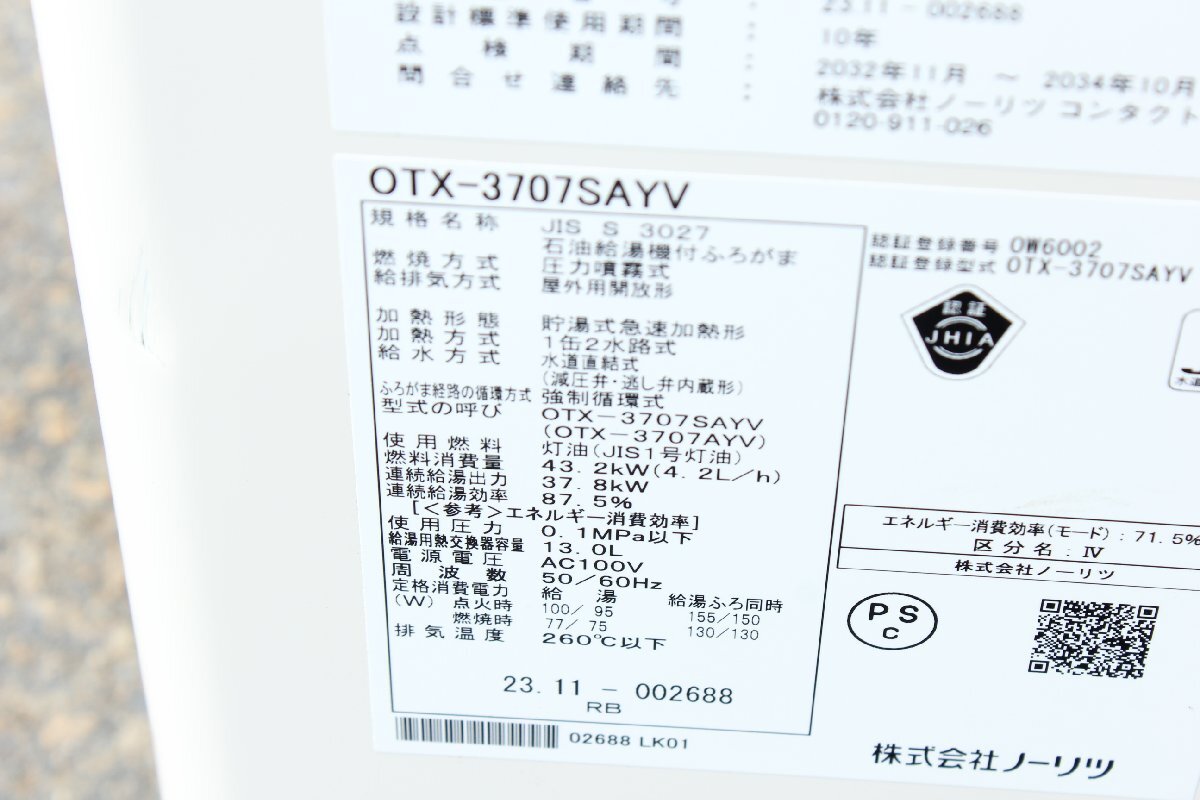 23.11－002688
設計標準使用期間 : 10年
点検期間 : 2032年11月 ～ 2034年10月
問合せ連絡先 : 株式会社ノーリツ コンタクト
0120-911-026
OTX-3707SAYV
規格名称 JIS S 3027
石油給湯機付ふろがま
燃焼方式 圧力噴霧式
給排気方式 屋外用開放形
加熱形態 貯湯式急速加熱形
加熱方式 1缶2水路式
給水方式 水道直結式
(減圧弁・逃し弁内蔵形)
ふろがま経路の循環方式 強制循環式
型式の呼び OTX－3707SAYV
(OTX－3707AYV)
使用燃料 灯油(JIS1号灯油)
燃料消費量 43.2kW(4.2L／h)
連続給湯出力 37.8kW
連続給湯効率 87.5%
[＜参考＞エネルギー消費効率]
使用圧力 0.1MPa以下
給湯用熱交換器容量 13.0L
電源電圧 AC100V
周波数 50／60Hz
定格消費電力 給湯 給湯ふろ同時
(W) 点火時 100／95 155／150
燃焼時 77／75 130／130
排気温度 260℃以下
23.11 － 002688
RB
02688 LK01
認証登録番号 OW6002
認証登録型式 OTX-3707SAYV
認証
JHIA
エネルギー消費効率(モード)：71.5%
区分名：Ⅳ
株式会社ノーリツ
PS
C
株式会社ノーリツ